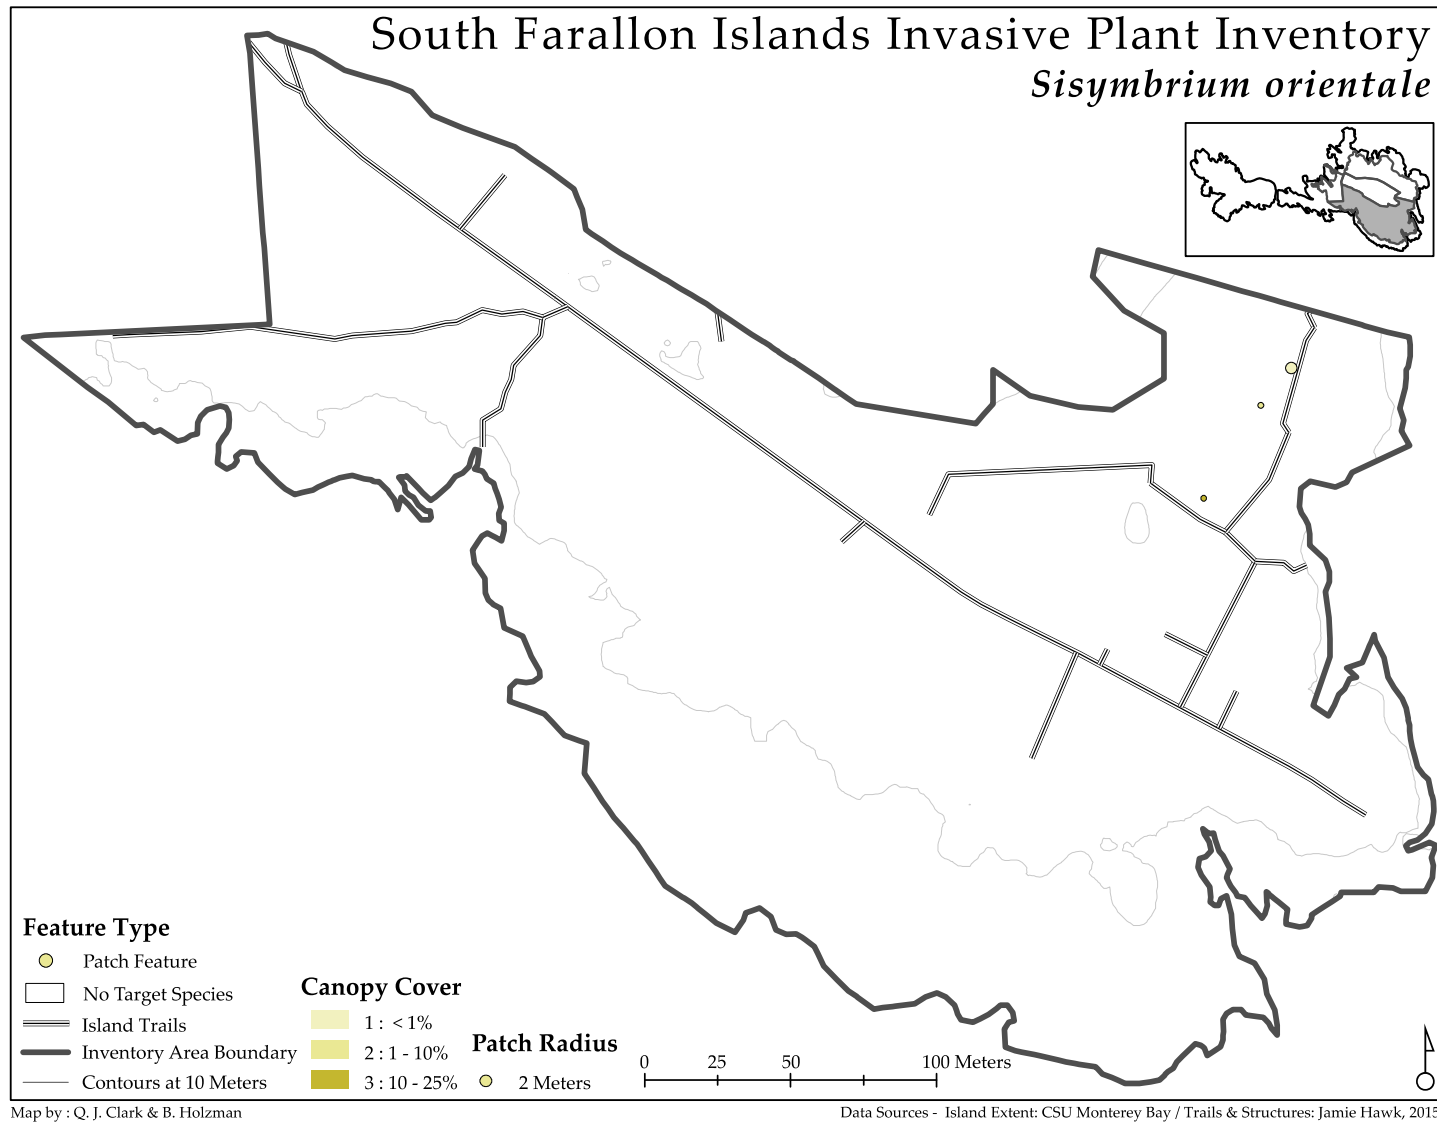 South Farallon Islands Invasive Plant Inventory
Sisymbrium orientale
Feature Type
Patch Feature
No Target Species
Island Trails
Inventory Area Boundary
Contours at 10 Meters
Canopy Cover
1 : < 1%
2 : 1 - 10%
3 : 10 - 25%
Patch Radius
2 Meters
0 25 50 100 Meters
Map by : Q. J. Clark & B. Holzman
Data Sources - Island Extent: CSU Monterey Bay / Trails & Structures: Jamie Hawk, 2015